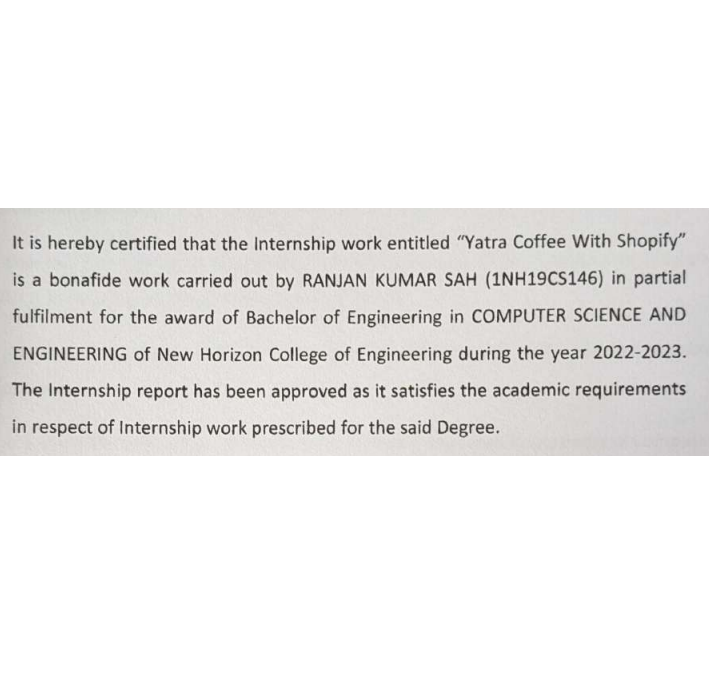 It is hereby certified that the Internship work entitled “Yatra Coffee With Shopify”
is a bonafide work carried out by RANJAN KUMAR SAH (1NH19CS146) in partial
fulfilment for the award of Bachelor of Engineering in COMPUTER SCIENCE AND
ENGINEERING of New Horizon College of Engineering during the year 2022-2023.
The Internship report has been approved as it satisfies the academic requirements
in respect of Internship work prescribed for the said Degree.